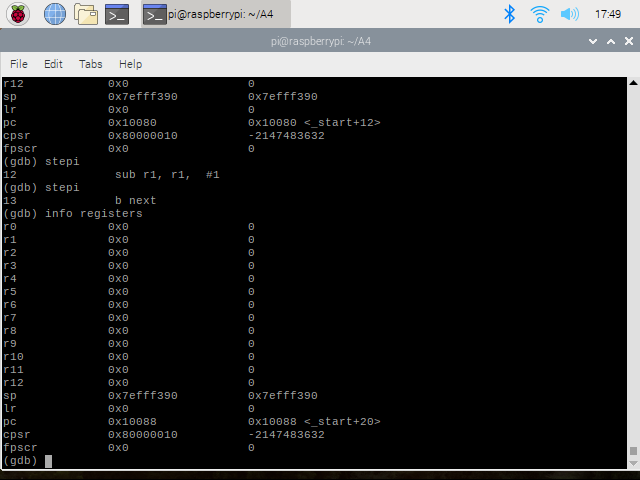 pi@raspberrypi: ~/A4
17:49
pi@raspberrypi: ~/A4
File Edit Tabs Help
r12 0x0 0
sp 0x7efff390 0x7efff390
lr 0x0 0
pc 0x10080 0x10080 <_start+12>
cpsr 0x80000010 -2147483632
fpscr 0x0 0
(gdb) stepi
12 sub r1, r1, #1
(gdb) stepi
13 b next
(gdb) info registers
r0 0x0 0
r1 0x0 0
r2 0x0 0
r3 0x0 0
r4 0x0 0
r5 0x0 0
r6 0x0 0
r7 0x0 0
r8 0x0 0
r9 0x0 0
r10 0x0 0
r11 0x0 0
r12 0x0 0
sp 0x7efff390 0x7efff390
lr 0x0 0
pc 0x10088 0x10088 <_start+20>
cpsr 0x80000010 -2147483632
fpscr 0x0 0
(gdb)